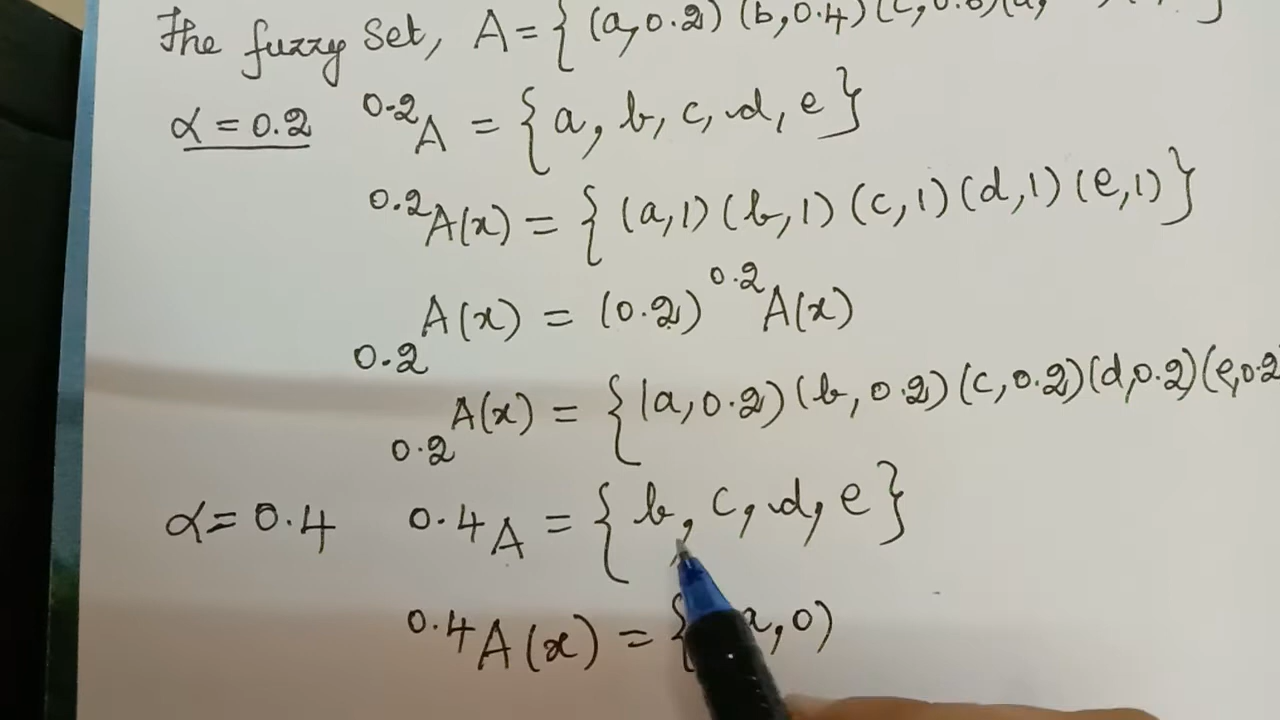 The fuzzy Set, A = { (a,0.2) (b,0.4) (c,0.6) (d,
α = 0.2 0.2A = {a, b, c, d, e}
0.2A(x) = { (a,1) (b,1) (c,1) (d,1) (e,1) }
0.2A(x) = (0.2) 0.2A(x)
0.2A(x) = { (a,0.2) (b,0.2) (c,0.2) (d,0.2) (e,0.2
α = 0.4 0.4A = { b, c, d, e }
0.4A(x) = { (a,0)